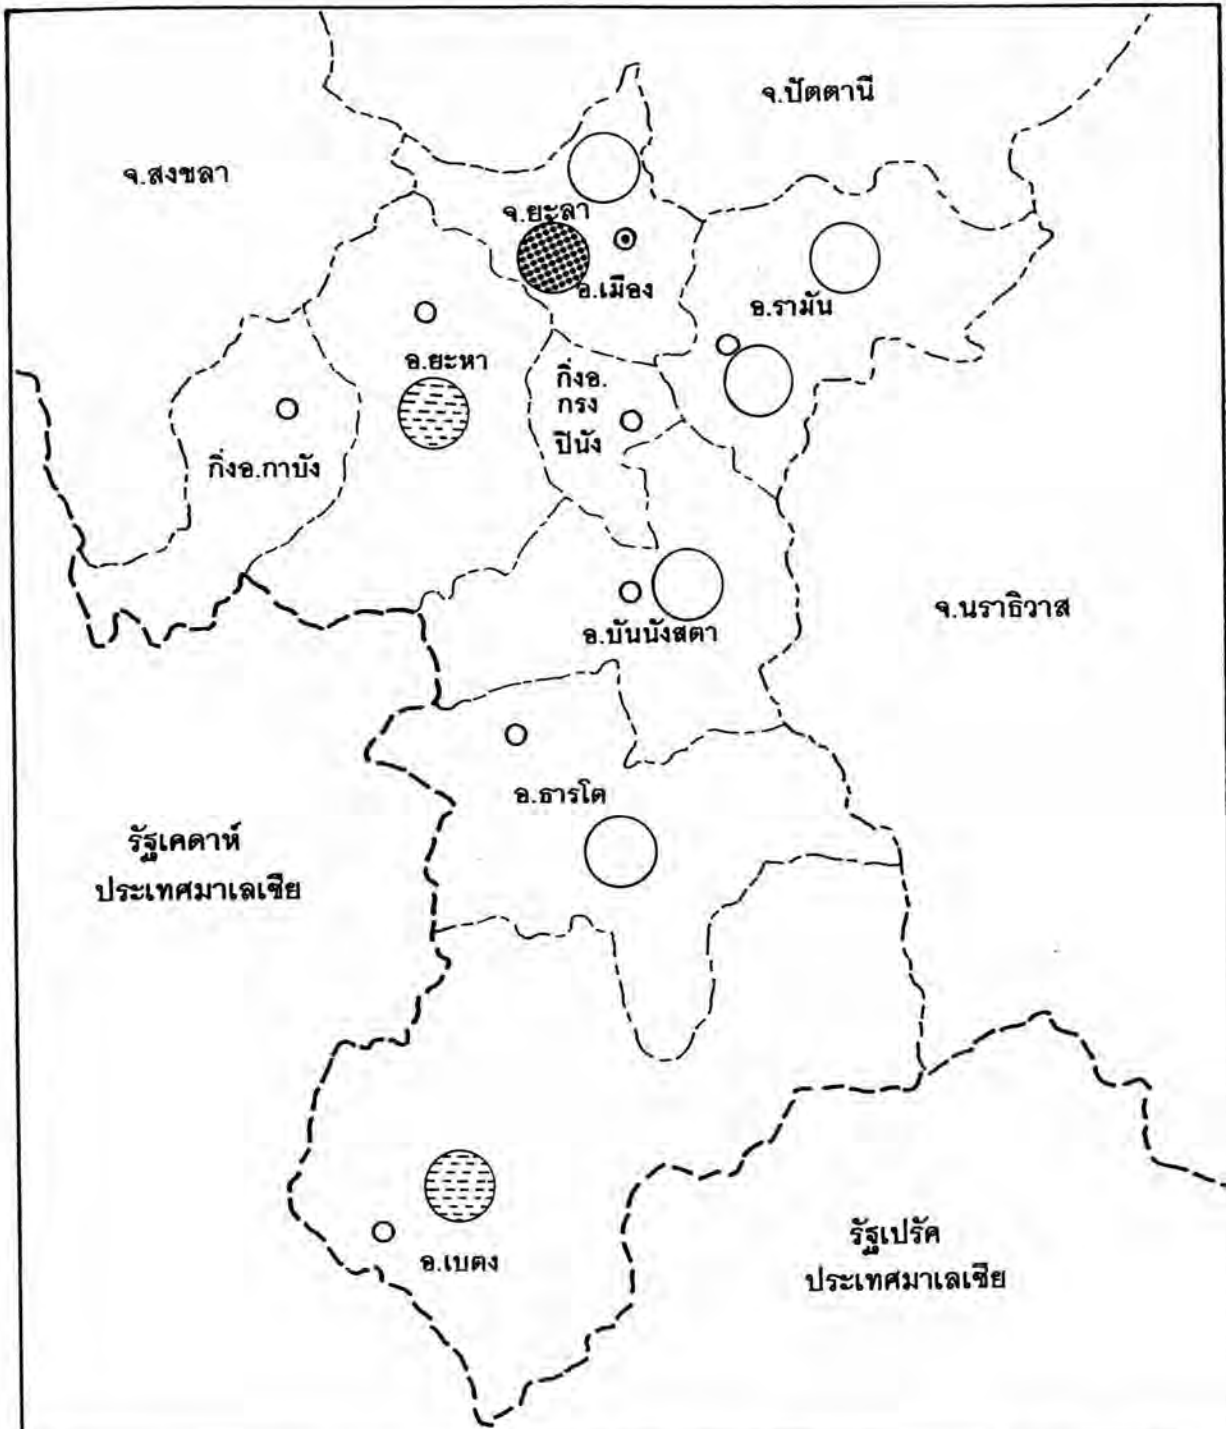 จ.ปัตตานี
จ.สงขลา
จ.ยะลา
อ.เมือง
อ.รามัน
อ.ยะหา
กิ่งอ.
กรง
ปินัง
กิ่งอ.กาบัง
จ.นราธิวาส
อ.บันนังสตา
อ.ธารโต
รัฐเคดาห์
ประเทศมาเลเซีย
รัฐเปรัค
ประเทศมาเลเซีย
อ.เบตง